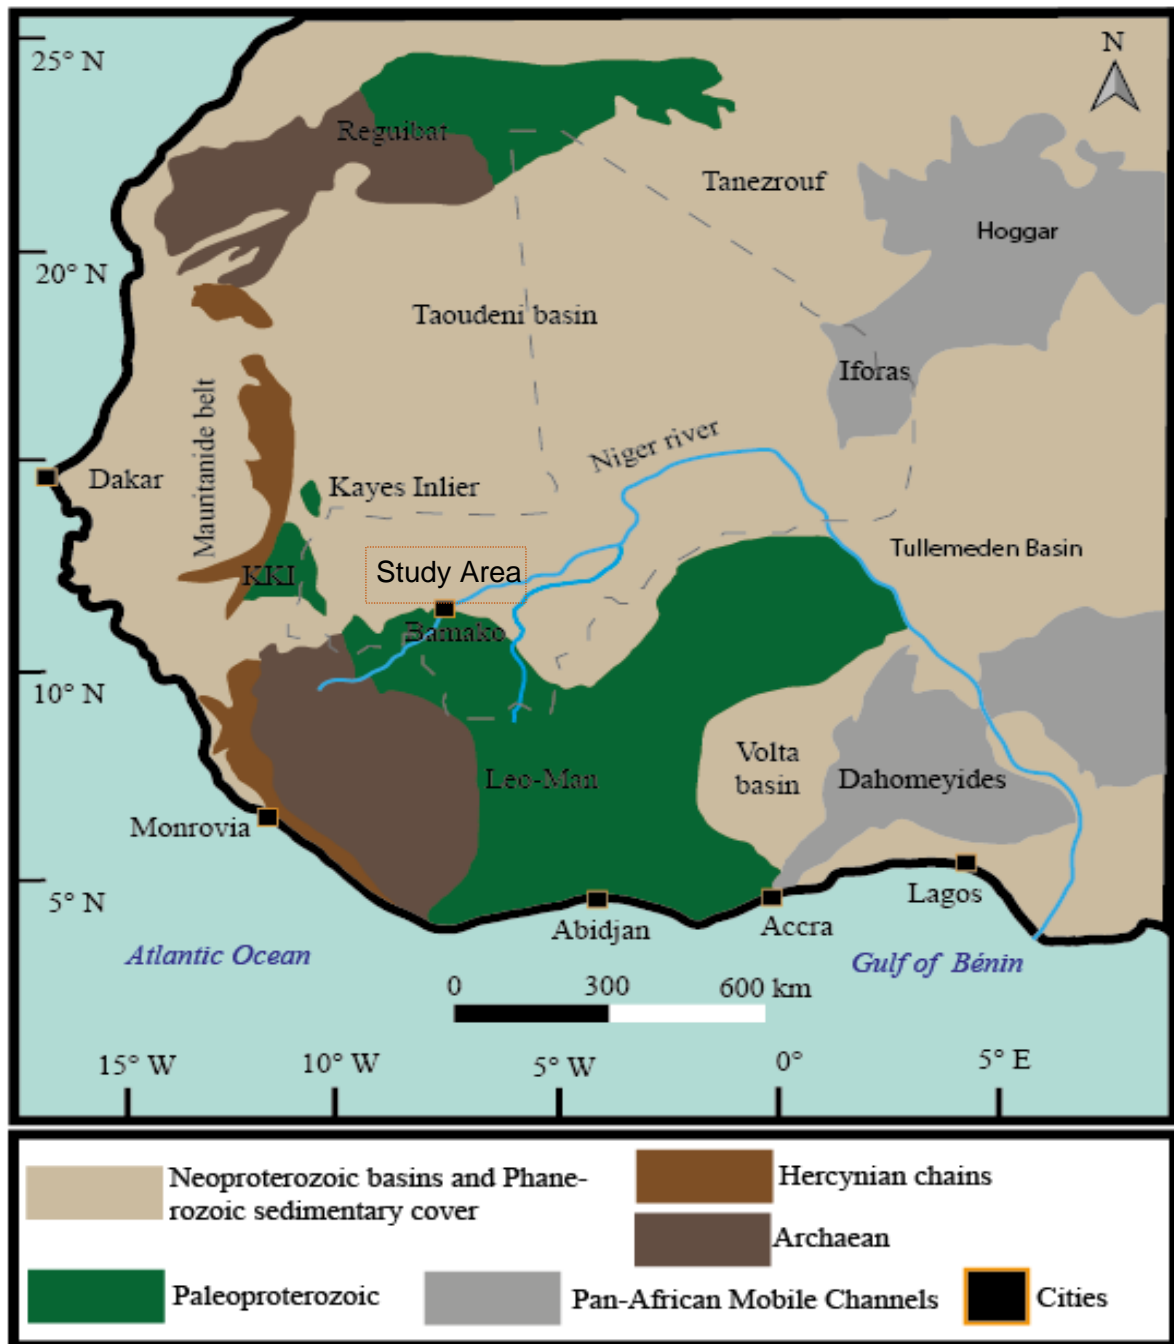 25° N
N
Reguibat
Tanezrouf
Hoggar
20° N
Taoudeni basin
Iforas
Mauritanide belt
Niger river
Dakar
Kayes Inlier
Tullemeden Basin
KKI
Study Area
Bamako
10° N
Volta
basin
Leo-Man
Dahomeyides
Monrovia
5° N
Lagos
Abidjan
Accra
Atlantic Ocean
Gulf of Bénin
0 300 600 km
15° W 10° W 5° W 0° 5° E
Neoproterozoic basins and Phane-
rozoic sedimentary cover
Hercynian chains
Archaean
Paleoproterozoic
Pan-African Mobile Channels
Cities